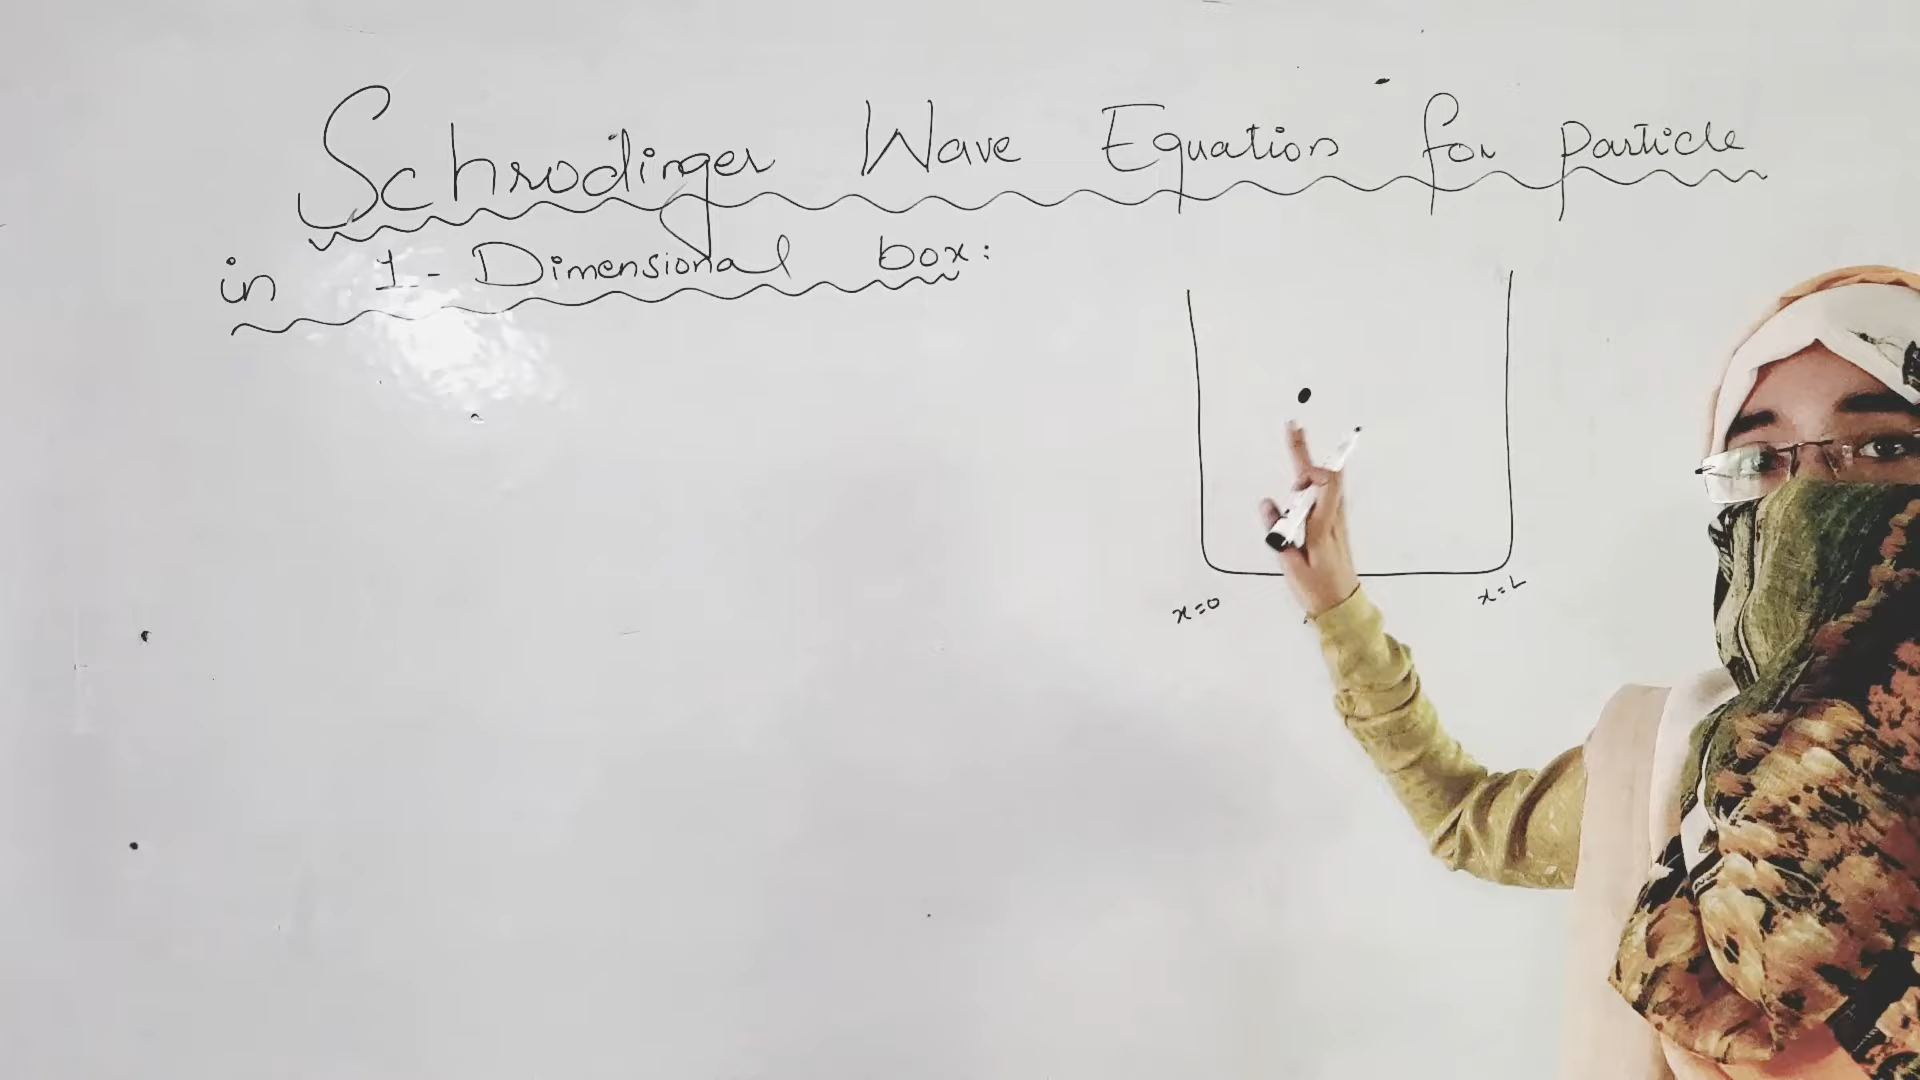 Schrodinger Wave Equation for particle
in 1-Dimensional box:
x=0
x=L